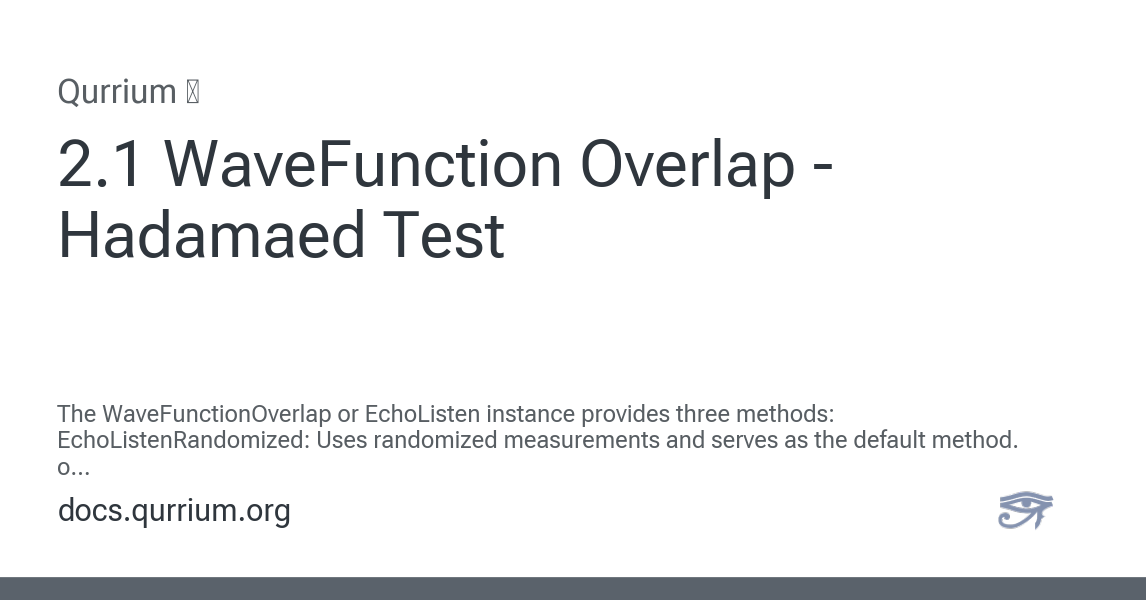 Qurrium
2.1 WaveFunction Overlap -
Hadamaed Test
The WaveFunctionOverlap or EchoListen instance provides three methods:
EchoListenRandomized: Uses randomized measurements and serves as the default method.
o...
docs.qurrium.org